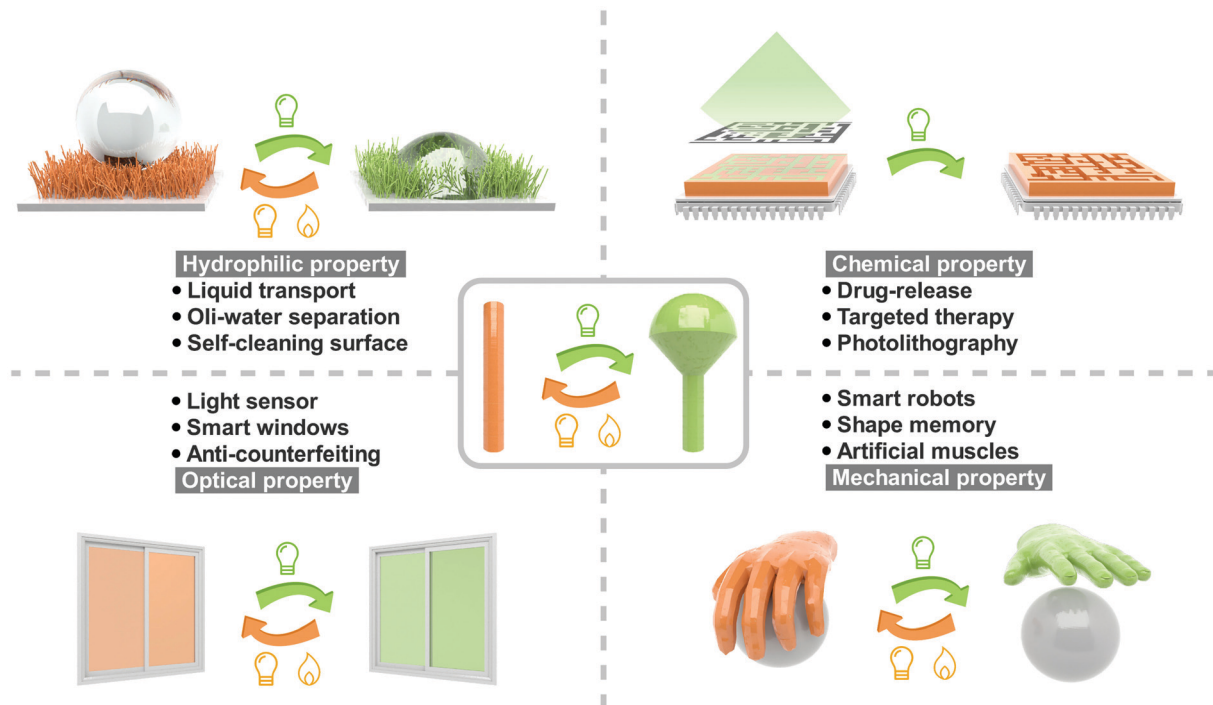 Hydrophilic property
• Liquid transport
• Oli-water separation
• Self-cleaning surface
Chemical property
• Drug-release
• Targeted therapy
• Photolithography
• Light sensor
• Smart windows
• Anti-counterfeiting
Optical property
• Smart robots
• Shape memory
• Artificial muscles
Mechanical property